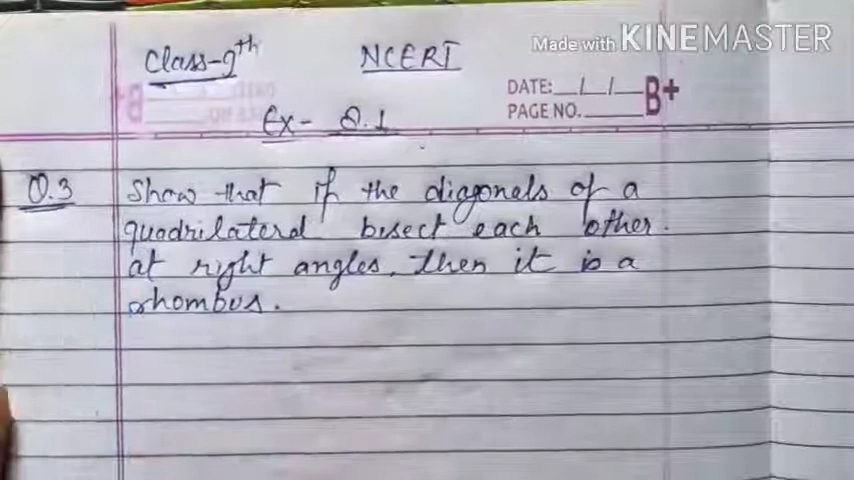 Made with KINEMASTER
Class-9th NCERT
DATE: / /
PAGE NO. B+
Ex- 8.1
Q.3 Show that if the diagonals of a
quadrilateral bisect each other.
at right angles, then it is a
rhombus.